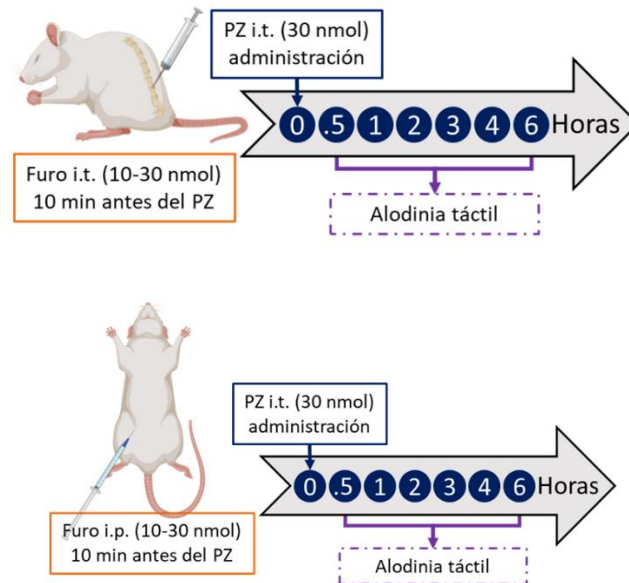 PZ i.t. (30 nmol)
administración
0 .5 1 2 3 4 6 Horas
Furo i.t. (10-30 nmol)
10 min antes del PZ
Alodinia táctil
PZ i.t. (30 nmol)
administración
0 .5 1 2 3 4 6 Horas
Furo i.p. (10-30 nmol)
10 min antes del PZ
Alodinia táctil